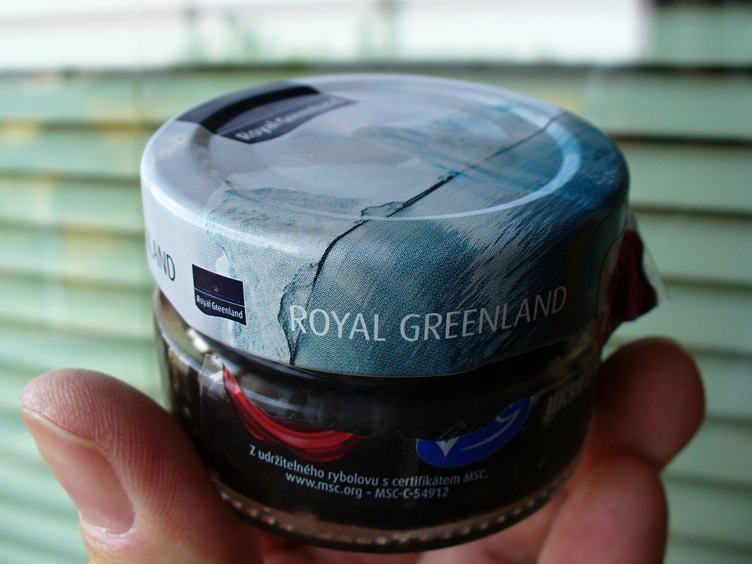 Royal Greenland
LAND
Royal Greenland
ROYAL GREENLAND
Z udržitelného rybolovu s certifikátem MSC.
www.msc.org - MSC-C-54912